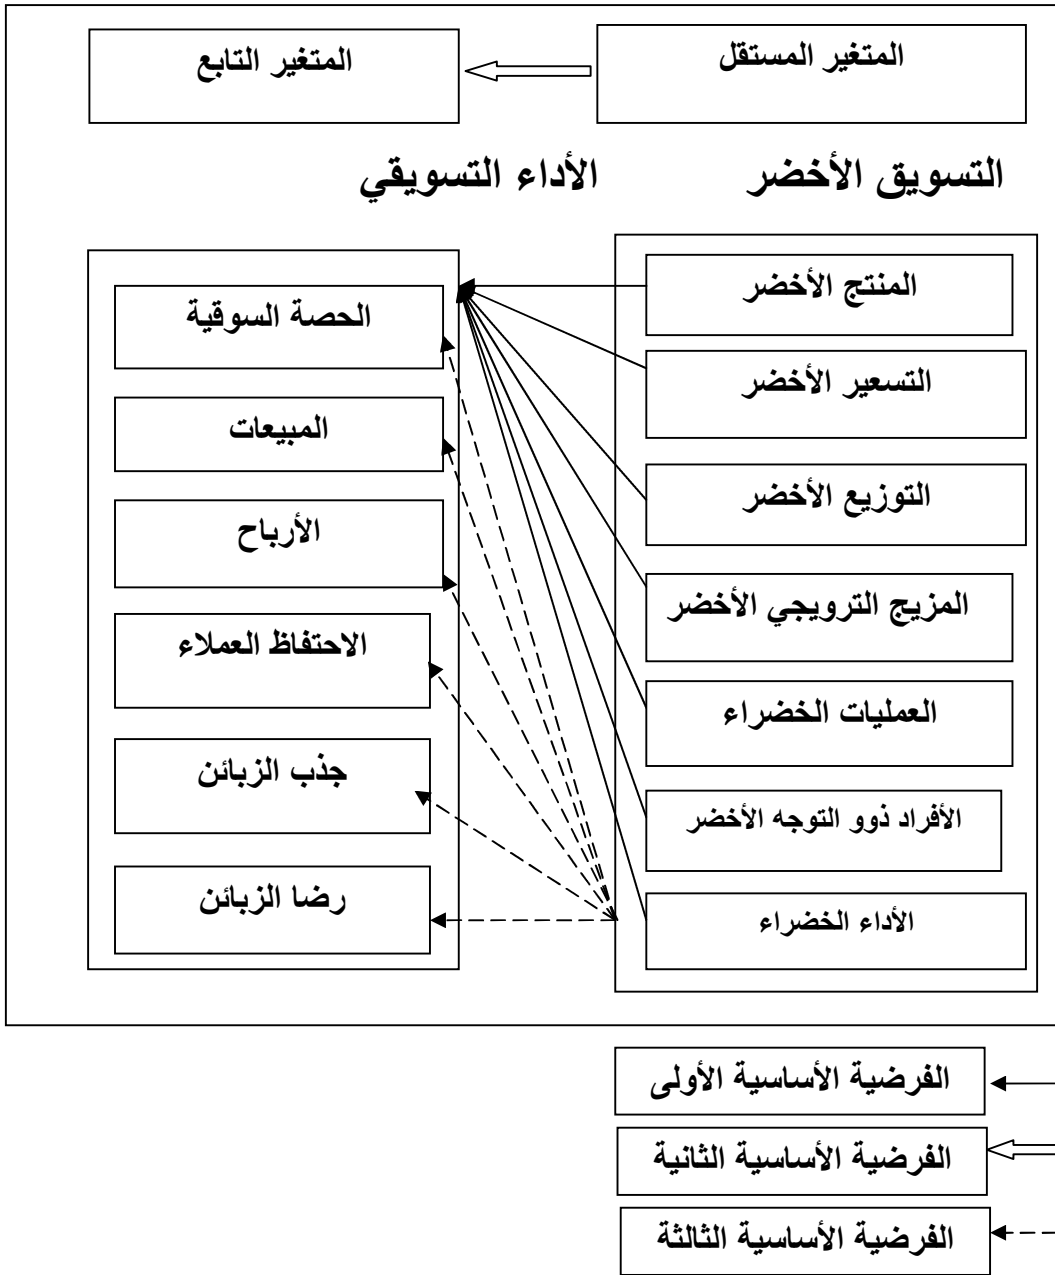 المتغير المستقل
المتغير التابع
التسويق الأخضر
الأداء التسويقي
المنتج الأخضر
التسعير الأخضر
التوزيع الأخضر
المزيج الترويجي الأخضر
العمليات الخضراء
الأفراد ذوو التوجه الأخضر
الأداء الخضراء
الحصة السوقية
المبيعات
الأرباح
الاحتفاظ العملاء
جذب الزبائن
رضا الزبائن
الفرضية الأساسية الأولى
الفرضية الأساسية الثانية
الفرضية الأساسية الثالثة